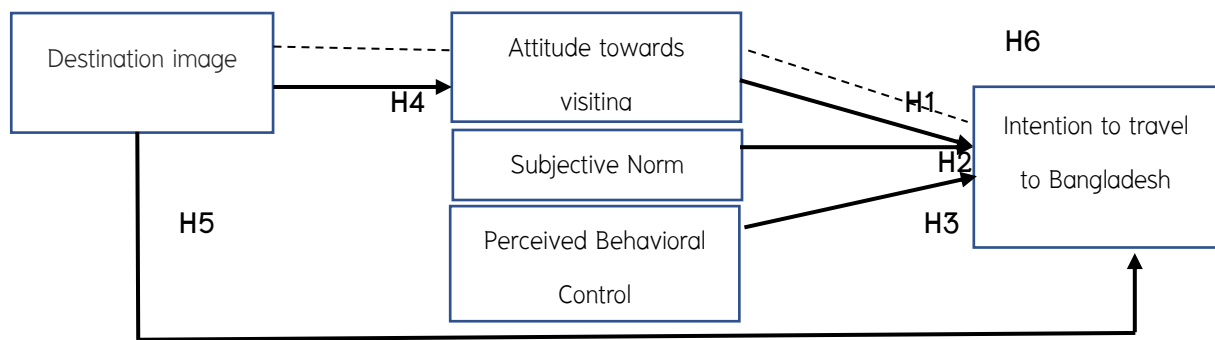 Destination image
H4
H5
Attitude towards
visitina
Subjective Norm
Perceived Behavioral
Control
H6
H1
H2
H3
Intention to travel
to Bangladesh